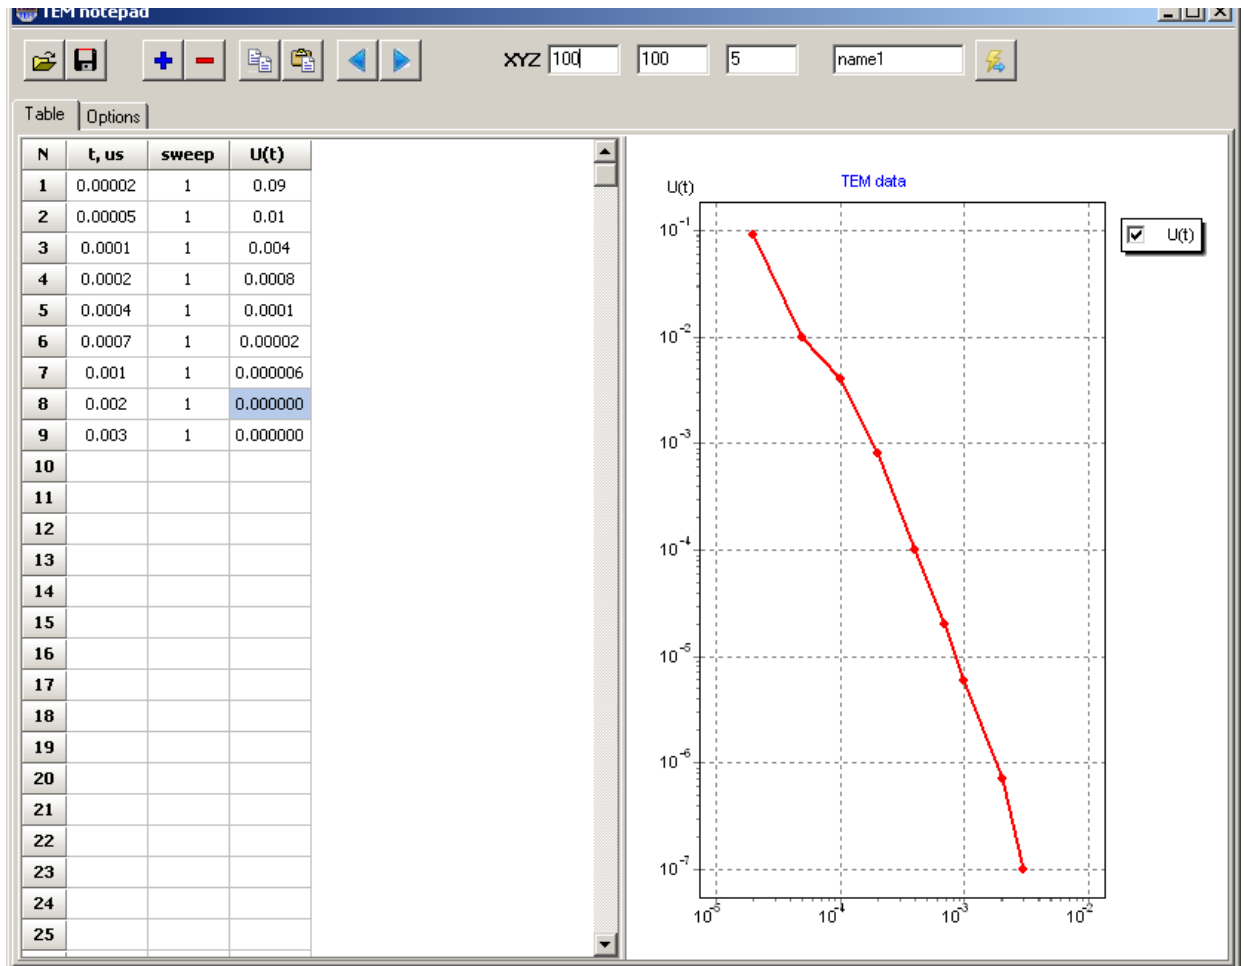 TEM notepad
XYZ 100 100 5 name1
Table Options
N t, us sweep U(t)
1 0.00002 1 0.09
2 0.00005 1 0.01
3 0.0001 1 0.004
4 0.0002 1 0.0008
5 0.0004 1 0.0001
6 0.0007 1 0.00002
7 0.001 1 0.000006
8 0.002 1 0.000000
9 0.003 1 0.000000
10
11
12
13
14
15
16
17
18
19
20
21
22
23
24
25
TEM data
U(t)
U(t)
10^-1
10^-2
10^-3
10^-4
10^-5
10^-6
10^-7
10^-5 10^-4 10^-3 10^-2